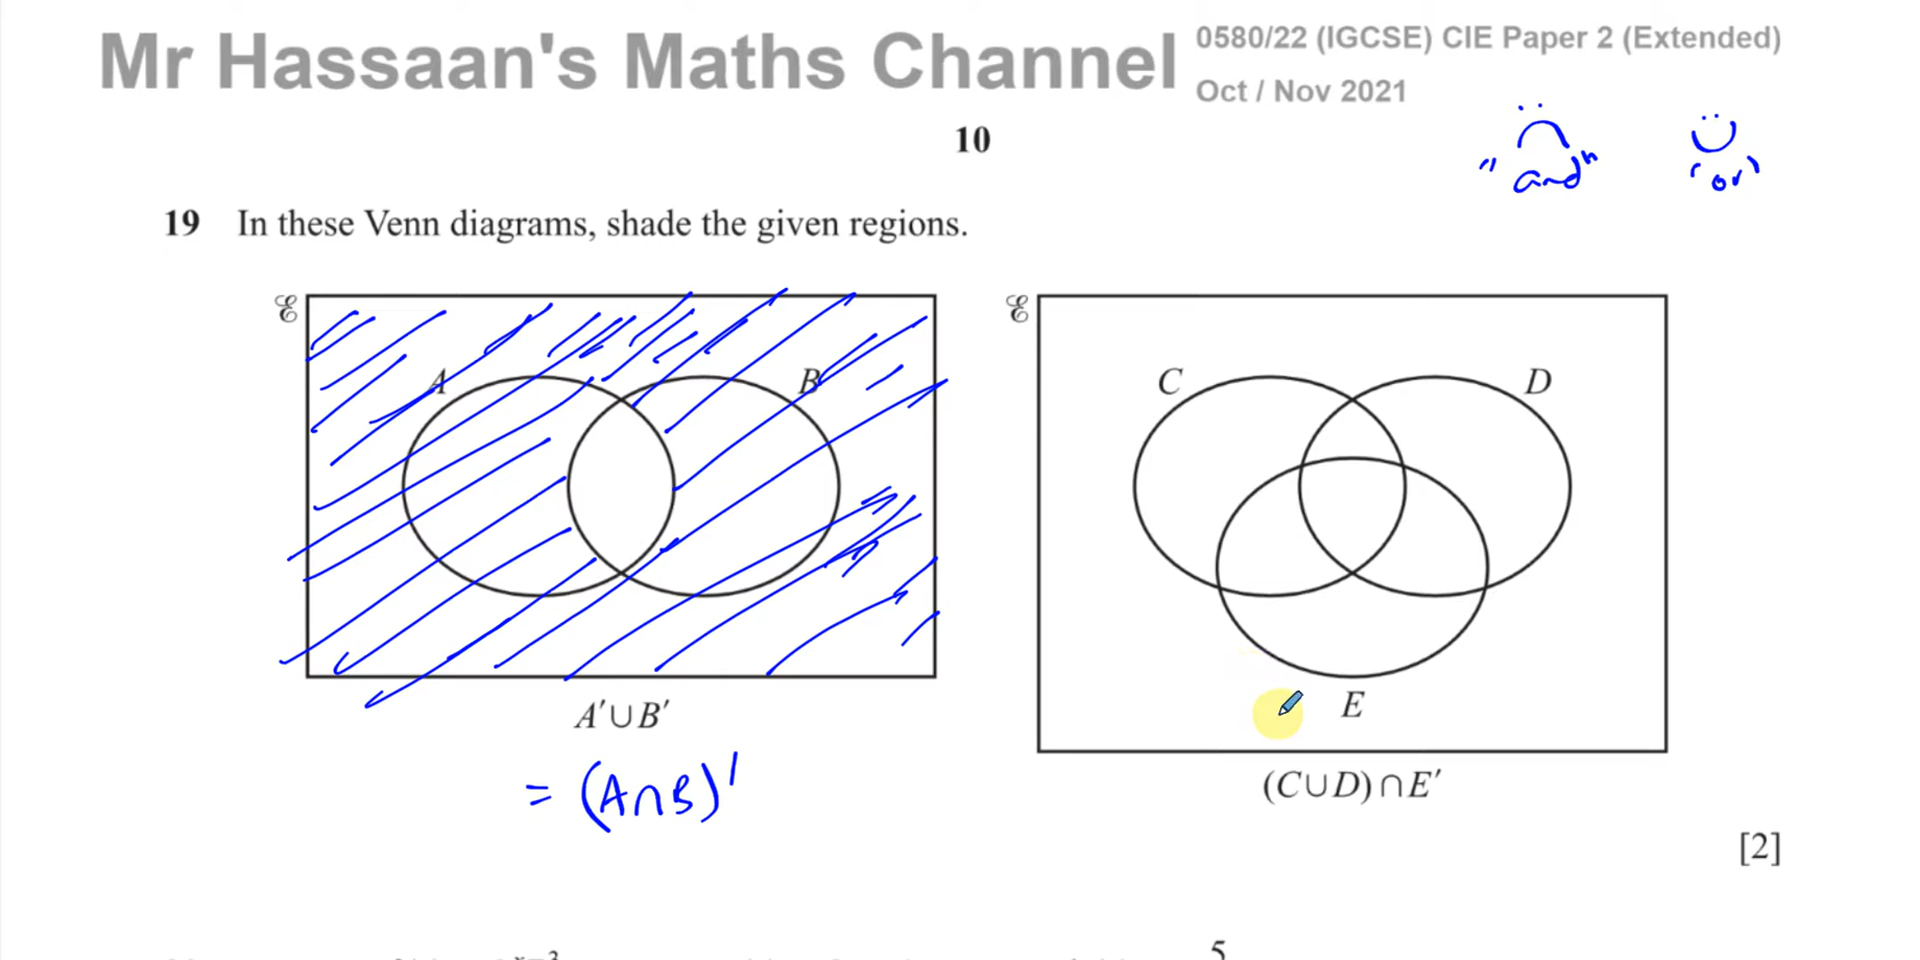 Mr Hassaan's Maths Channel
0580/22 (IGCSE) CIE Paper 2 (Extended)
Oct / Nov 2021
10
"and"
"or"
19 In these Venn diagrams, shade the given regions.
ℰ
A
B
A′∪B′
= (A∩B)′
ℰ
C
D
E
(C∪D)∩E′
[2]
5